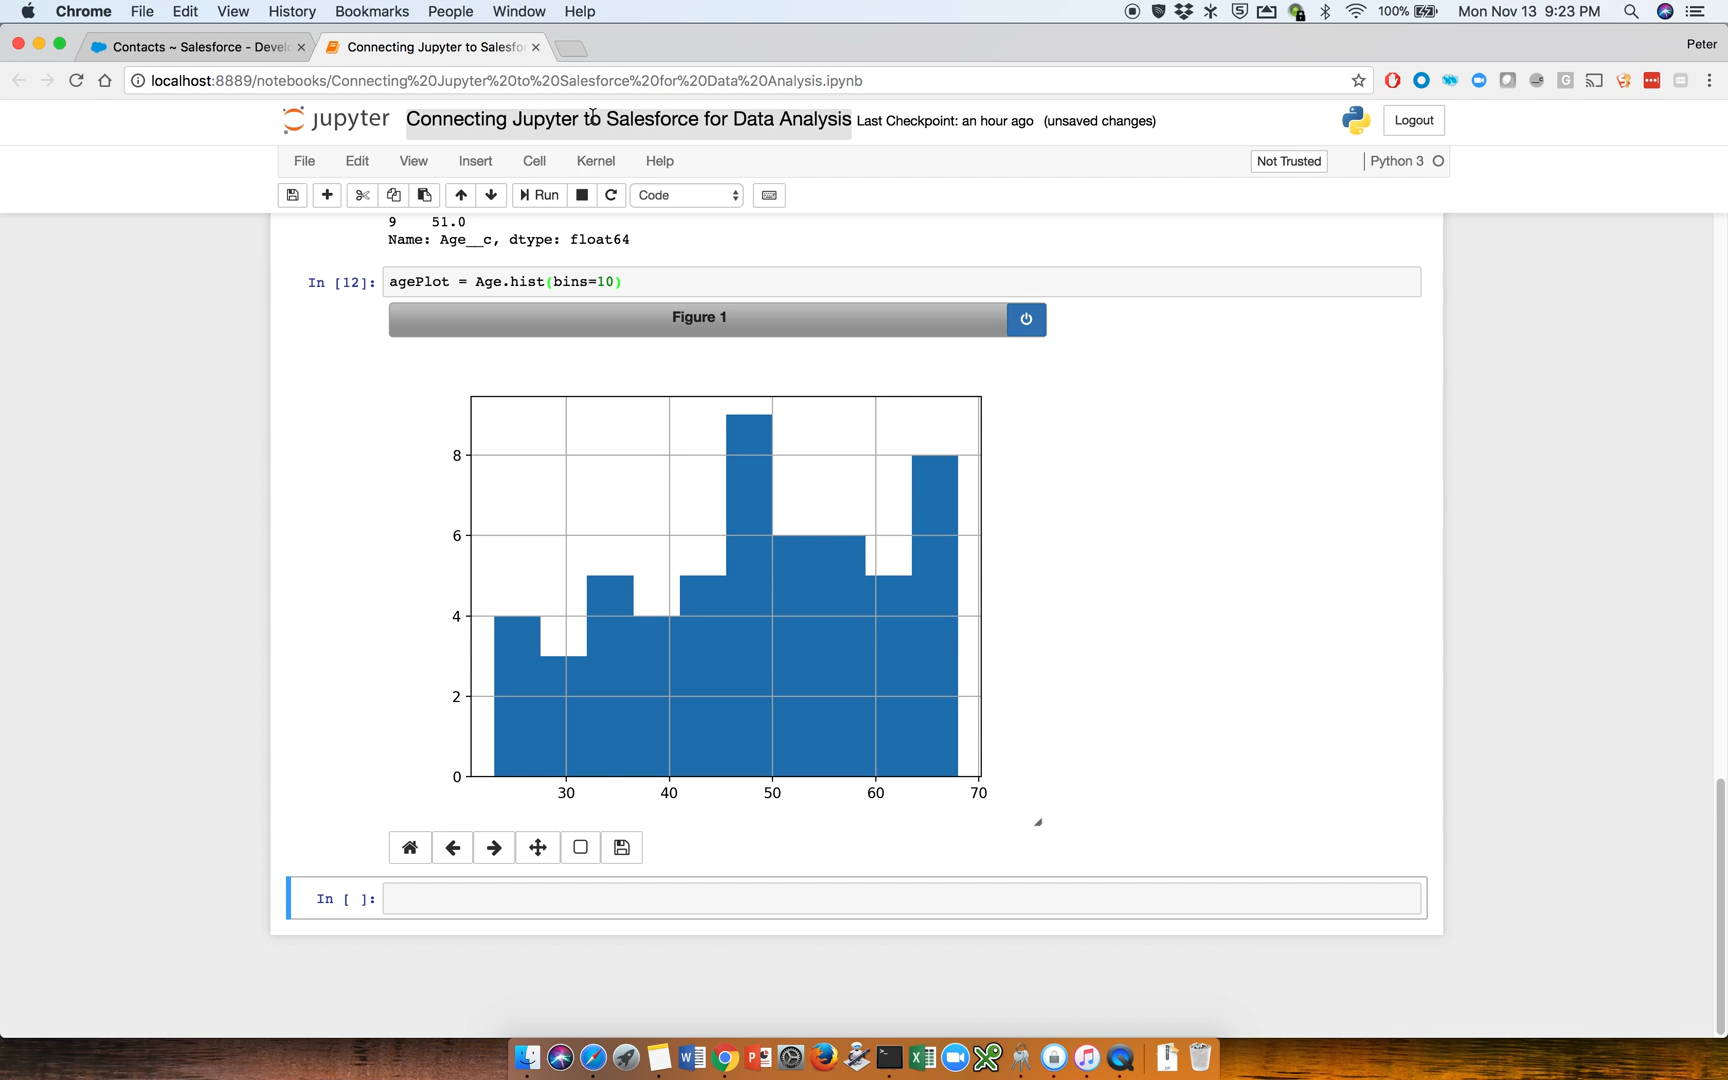 Chrome File Edit View History Bookmarks People Window Help 100% Mon Nov 13 9:23 PM
Contacts ~ Salesforce - Devel Connecting Jupyter to Salesfo Peter
localhost:8889/notebooks/Connecting%20Jupyter%20to%20Salesforce%20for%20Data%20Analysis.ipynb
jupyter Connecting Jupyter to Salesforce for Data Analysis Last Checkpoint: an hour ago (unsaved changes) Logout
File Edit View Insert Cell Kernel Help Not Trusted Python 3
Run Code
9 51.0
Name: Age__c, dtype: float64
In [12]: agePlot = Age.hist(bins=10)
Figure 1
8
6
4
2
0
30 40 50 60 70
In [ ]: